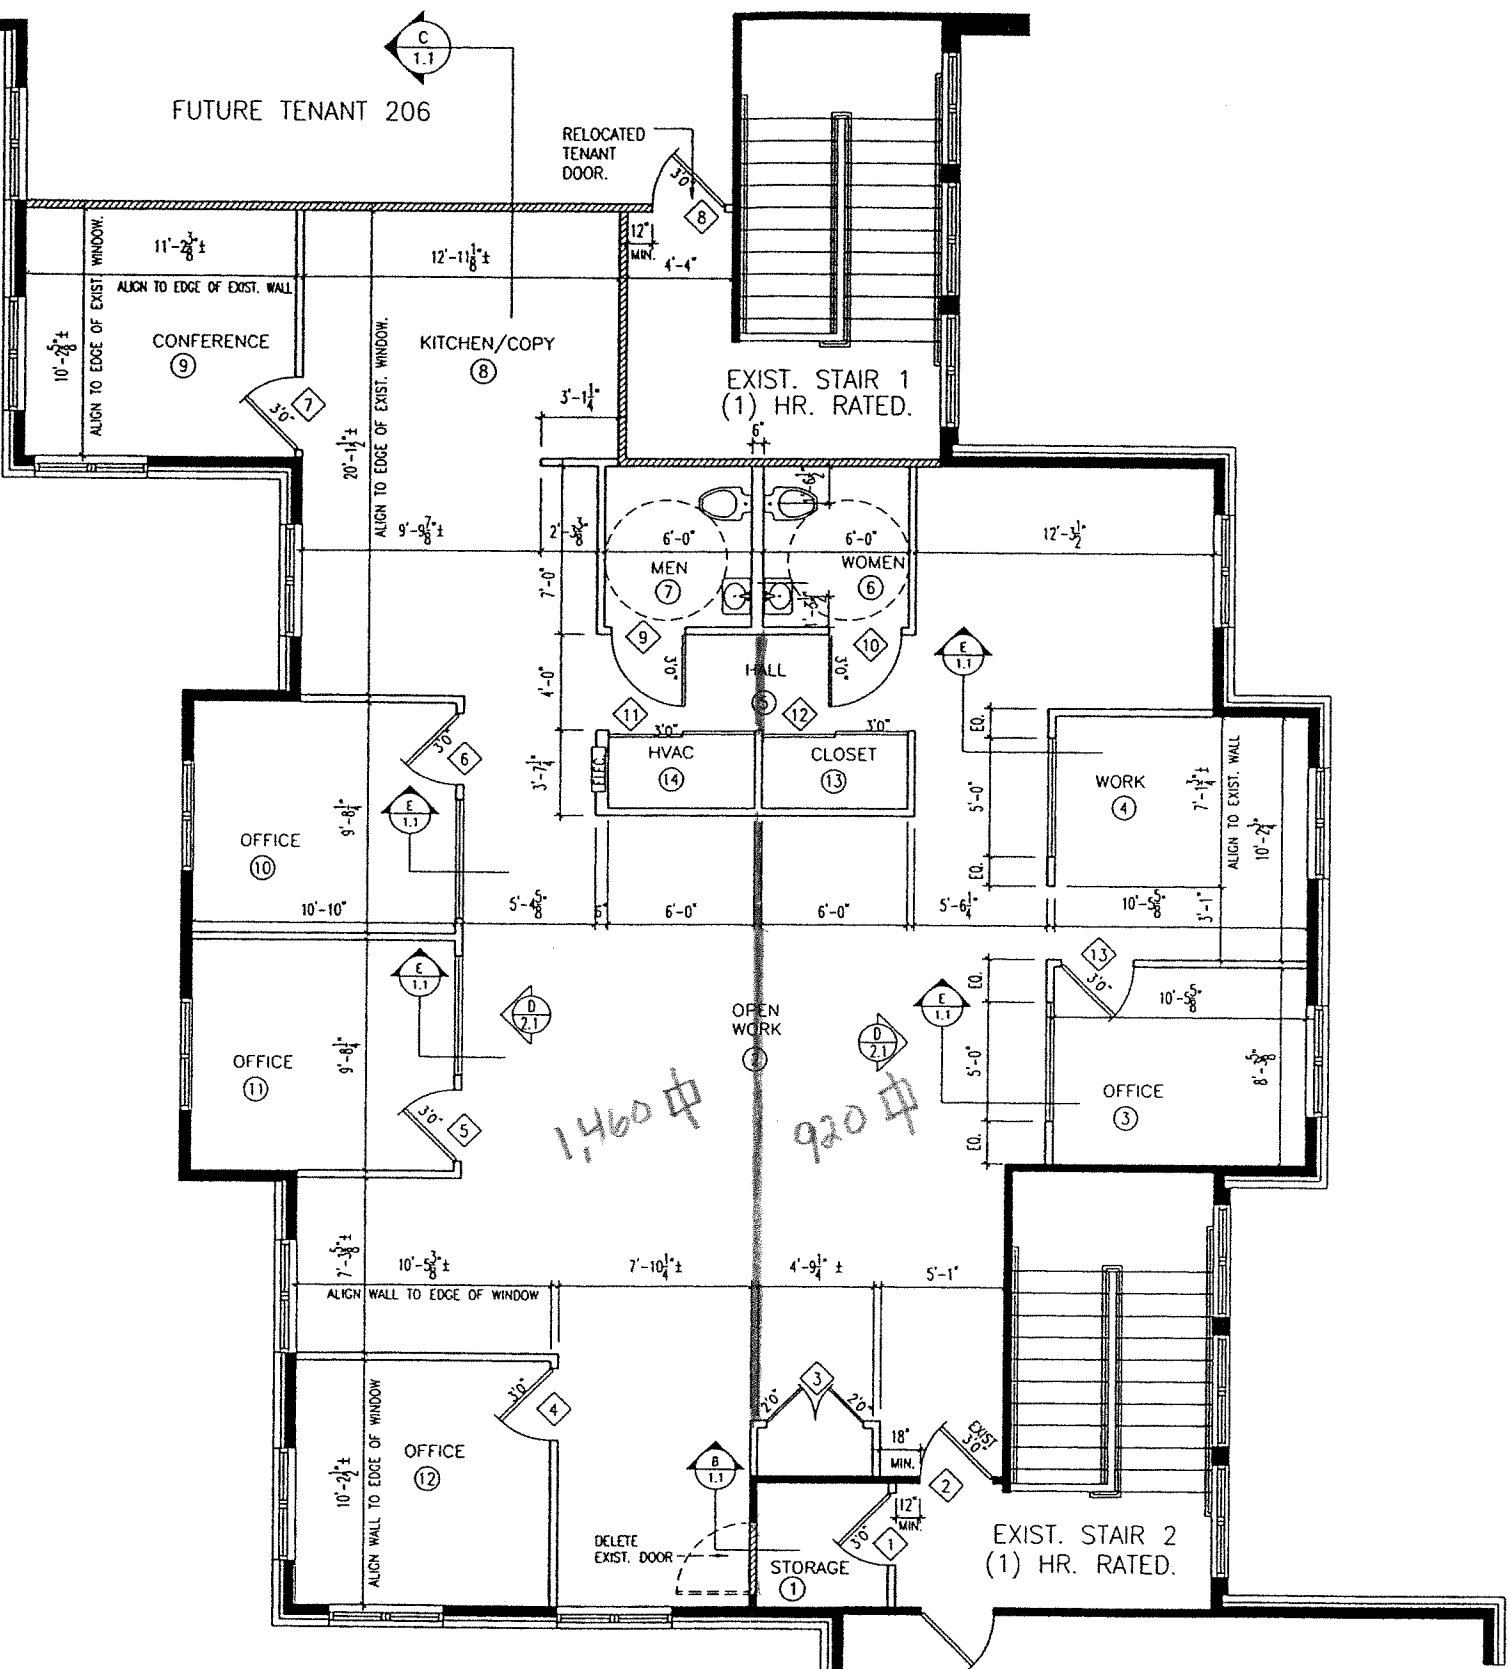 C
1.1
FUTURE TENANT 206
RELOCATED
TENANT
DOOR.
3'0"
8
12"
MIN.
4'-4"
11'-2 3/8"±
12'-11 1/8"±
ALIGN TO EDGE OF EXIST. WALL
ALIGN TO EDGE OF EXIST. WINDOW.
10'-2 5/8"±
CONFERENCE
9
KITCHEN/COPY
8
EXIST. STAIR 1
(1) HR. RATED.
3'0"
7
3'-1 1/4"
6"
20'-1 1/2"±
ALIGN TO EDGE OF EXIST. WINDOW.
9'-9 7/8"±
2'-3 3/8"
6'-0"
6'-0"
12'-3 1/2"
MEN
7
WOMEN
6
7'-0"
9
10
3'0"
3'0"
HALL
5
4'-0"
E
1.1
11
12
3'0"
3'0"
HVAC
14
CLOSET
13
ELEC.
3'-7 1/4"
3'0"
6
EQ.
5'-0"
EQ.
WORK
4
7'-1 3/4"±
ALIGN TO EXIST. WALL
10'-2 3/4"
E
1.1
9'-8 1/4"
OFFICE
10
10'-10"
5'-4 5/8"
6"
6'-0"
6'-0"
5'-6 1/4"
10'-5 5/8"
3'-1"
E
1.1
D
2.1
OPEN
WORK
2
D
2.1
E
1.1
13
3'0"
10'-5 5/8"
EQ.
5'-0"
EQ.
OFFICE
3
8'-3 5/8"
OFFICE
11
9'-8 1/4"
3'0"
5
1,460
920
7'-3 5/8"±
10'-5 3/8"±
7'-10 1/4"±
4'-9 1/4" ±
5'-1"
ALIGN WALL TO EDGE OF WINDOW
3'0"
4
2'0"
3
2'0"
OFFICE
12
10'-2 1/2"±
ALIGN WALL TO EDGE OF WINDOW
18"
MIN.
EXIST
3'0"
2
B
1.1
12"
MIN.
3'0"
1
DELETE
EXIST. DOOR
STORAGE
1
EXIST. STAIR 2
(1) HR. RATED.